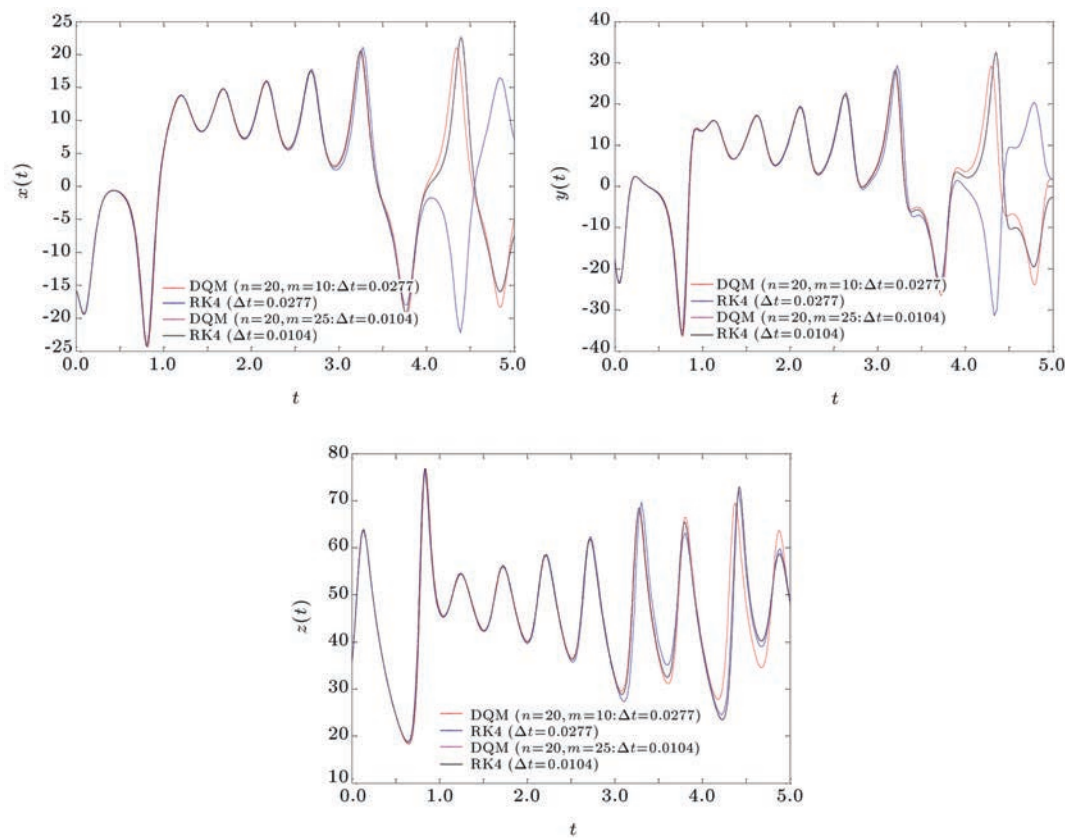 25
20
15
10
5
0
-5
-10
-15
-20
-25
x(t)
DQM (n=20, m=10:Δt=0.0277)
RK4 (Δt=0.0277)
DQM (n=20, m=25:Δt=0.0104)
RK4 (Δt=0.0104)
0.0 1.0 2.0 3.0 4.0 5.0
t
40
30
20
10
0
-10
-20
-30
-40
y(t)
DQM (n=20, m=10:Δt=0.0277)
RK4 (Δt=0.0277)
DQM (n=20, m=25:Δt=0.0104)
RK4 (Δt=0.0104)
0.0 1.0 2.0 3.0 4.0 5.0
t
80
70
60
50
40
30
20
10
z(t)
DQM (n=20, m=10:Δt=0.0277)
RK4 (Δt=0.0277)
DQM (n=20, m=25:Δt=0.0104)
RK4 (Δt=0.0104)
0.0 1.0 2.0 3.0 4.0 5.0
t